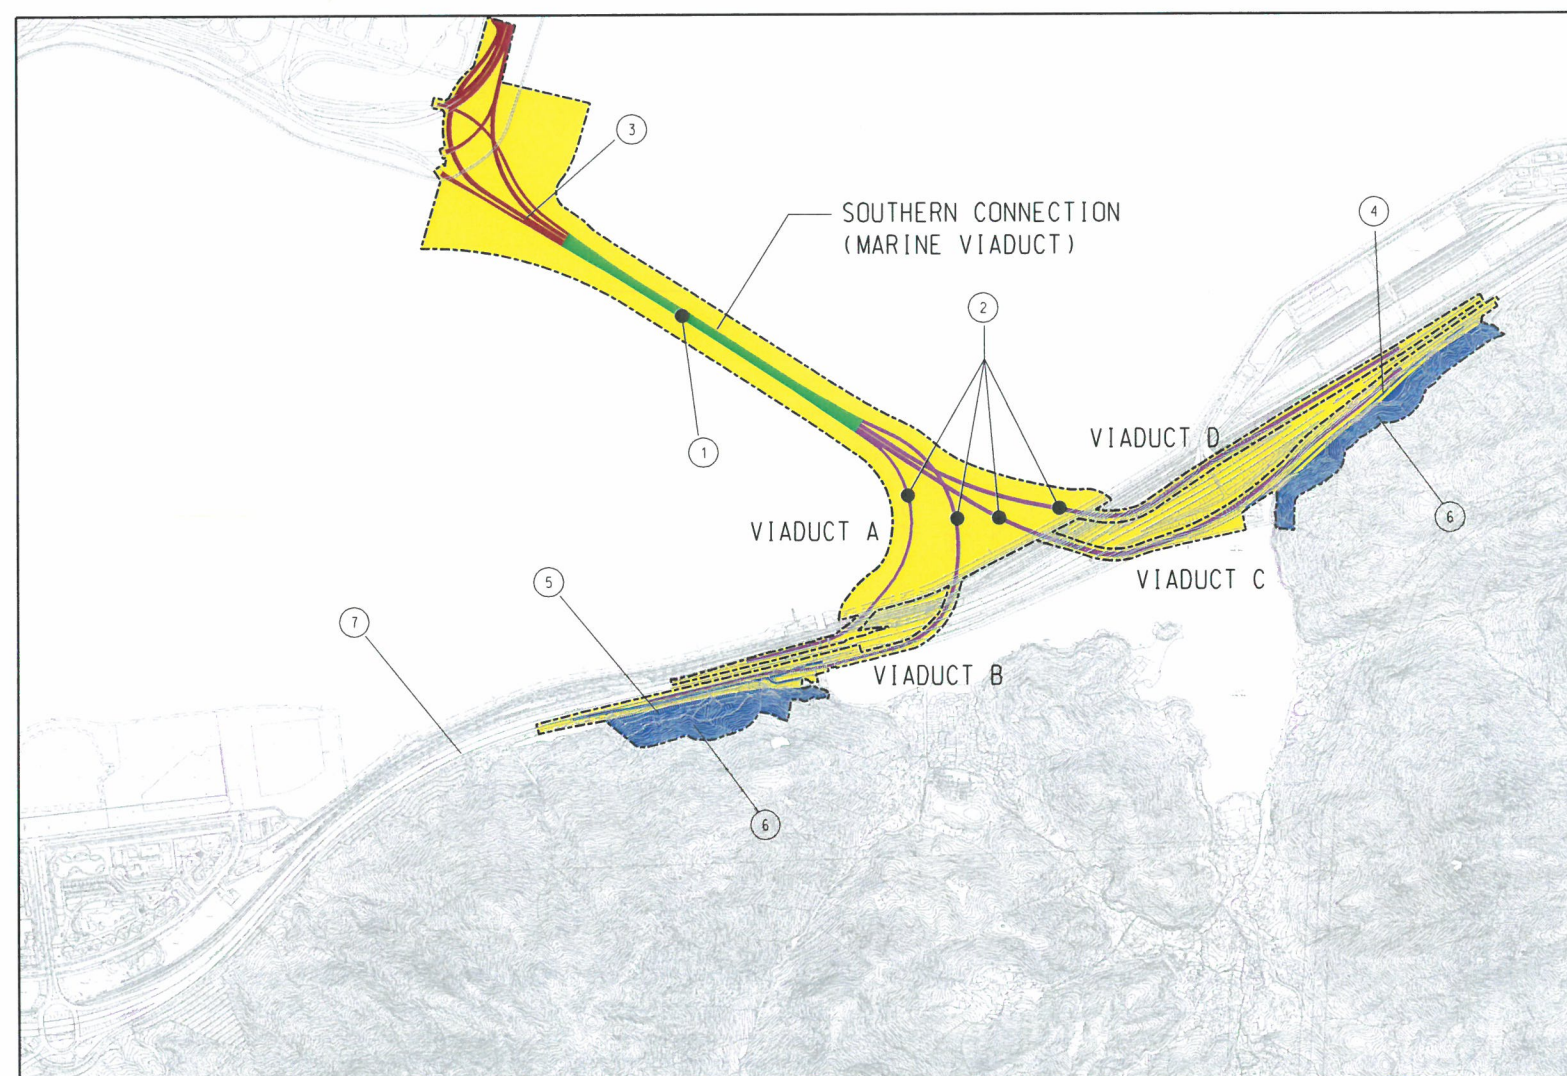 3
SOUTHERN CONNECTION
(MARINE VIADUCT)
4
2
1
VIADUCT D
VIADUCT A
6
VIADUCT C
5
7
VIADUCT B
6